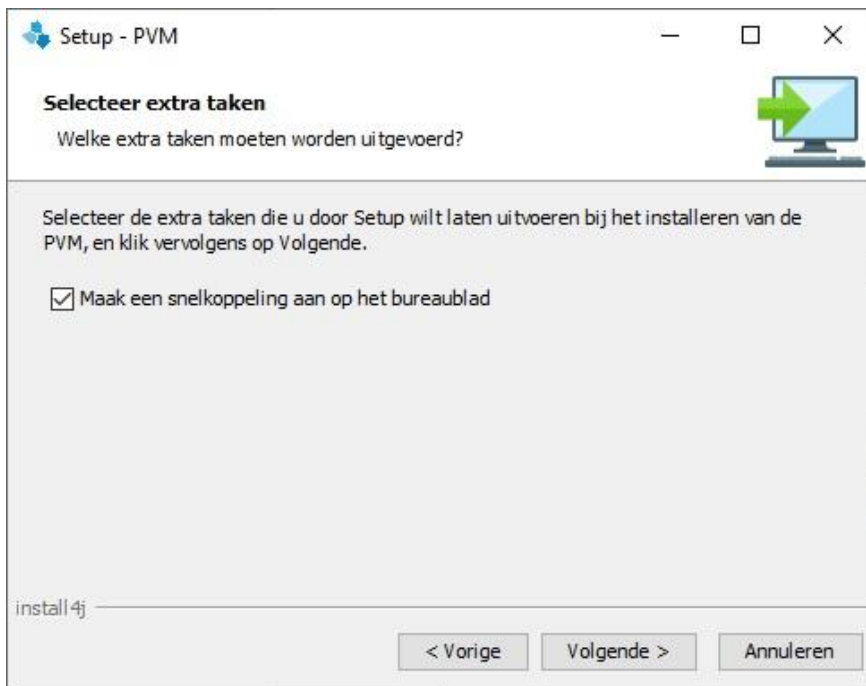 Setup - PVM
Selecteer extra taken
Welke extra taken moeten worden uitgevoerd?
Selecteer de extra taken die u door Setup wilt laten uitvoeren bij het installeren van de
PVM, en klik vervolgens op Volgende.
Maak een snelkoppeling aan op het bureaublad
install4j
< Vorige
Volgende >
Annuleren